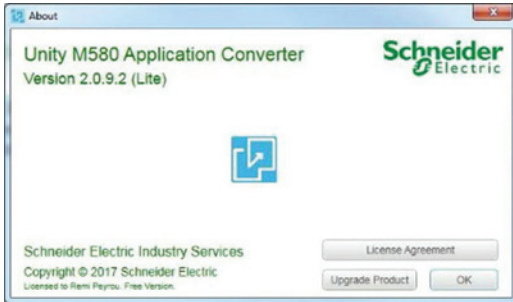 About
Unity M580 Application Converter
Version 2.0.9.2 (Lite)
Schneider
Electric
Schneider Electric Industry Services
Copyright © 2017 Schneider Electric
Licensed to Remi Peyrou. Free Version.
License Agreement
Upgrade Product
OK